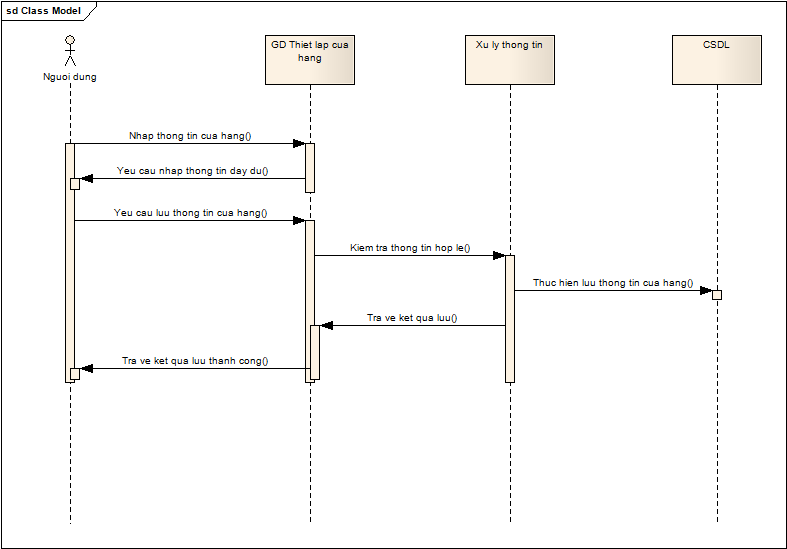 sd Class Model
Nguoi dung
GD Thiet lap cua
hang
Xu ly thong tin
CSDL
Nhap thong tin cua hang()
Yeu cau nhap thong tin day du()
Yeu cau luu thong tin cua hang()
Kiem tra thong tin hop le()
Thuc hien luu thong tin cua hang()
Tra ve ket qua luu()
Tra ve ket qua luu thanh cong()